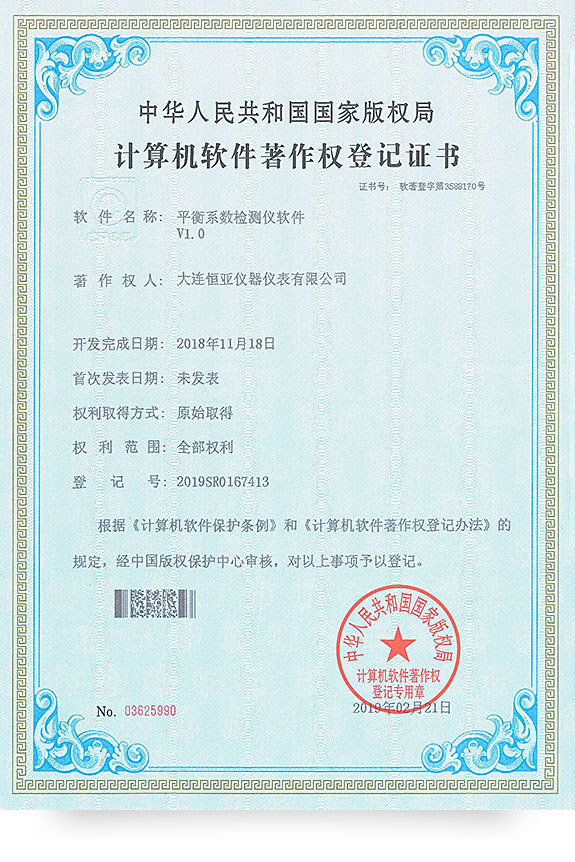 中华人民共和国国家版权局
计算机软件著作权登记证书
证书号: 软著登字第3588170号
软件名称: 平衡系数检测仪软件
V1.0
著作权人: 大连恒亚仪器仪表有限公司
开发完成日期: 2018年11月18日
首次发表日期: 未发表
权利取得方式: 原始取得
权利范围: 全部权利
登记号: 2019SR0167413
根据《计算机软件保护条例》和《计算机软件著作权登记办法》的
规定，经中国版权保护中心审核，对以上事项予以登记。
中华人民共和国国家版权局
计算机软件著作权
登记专用章
No. 03625990
2019年02月21日